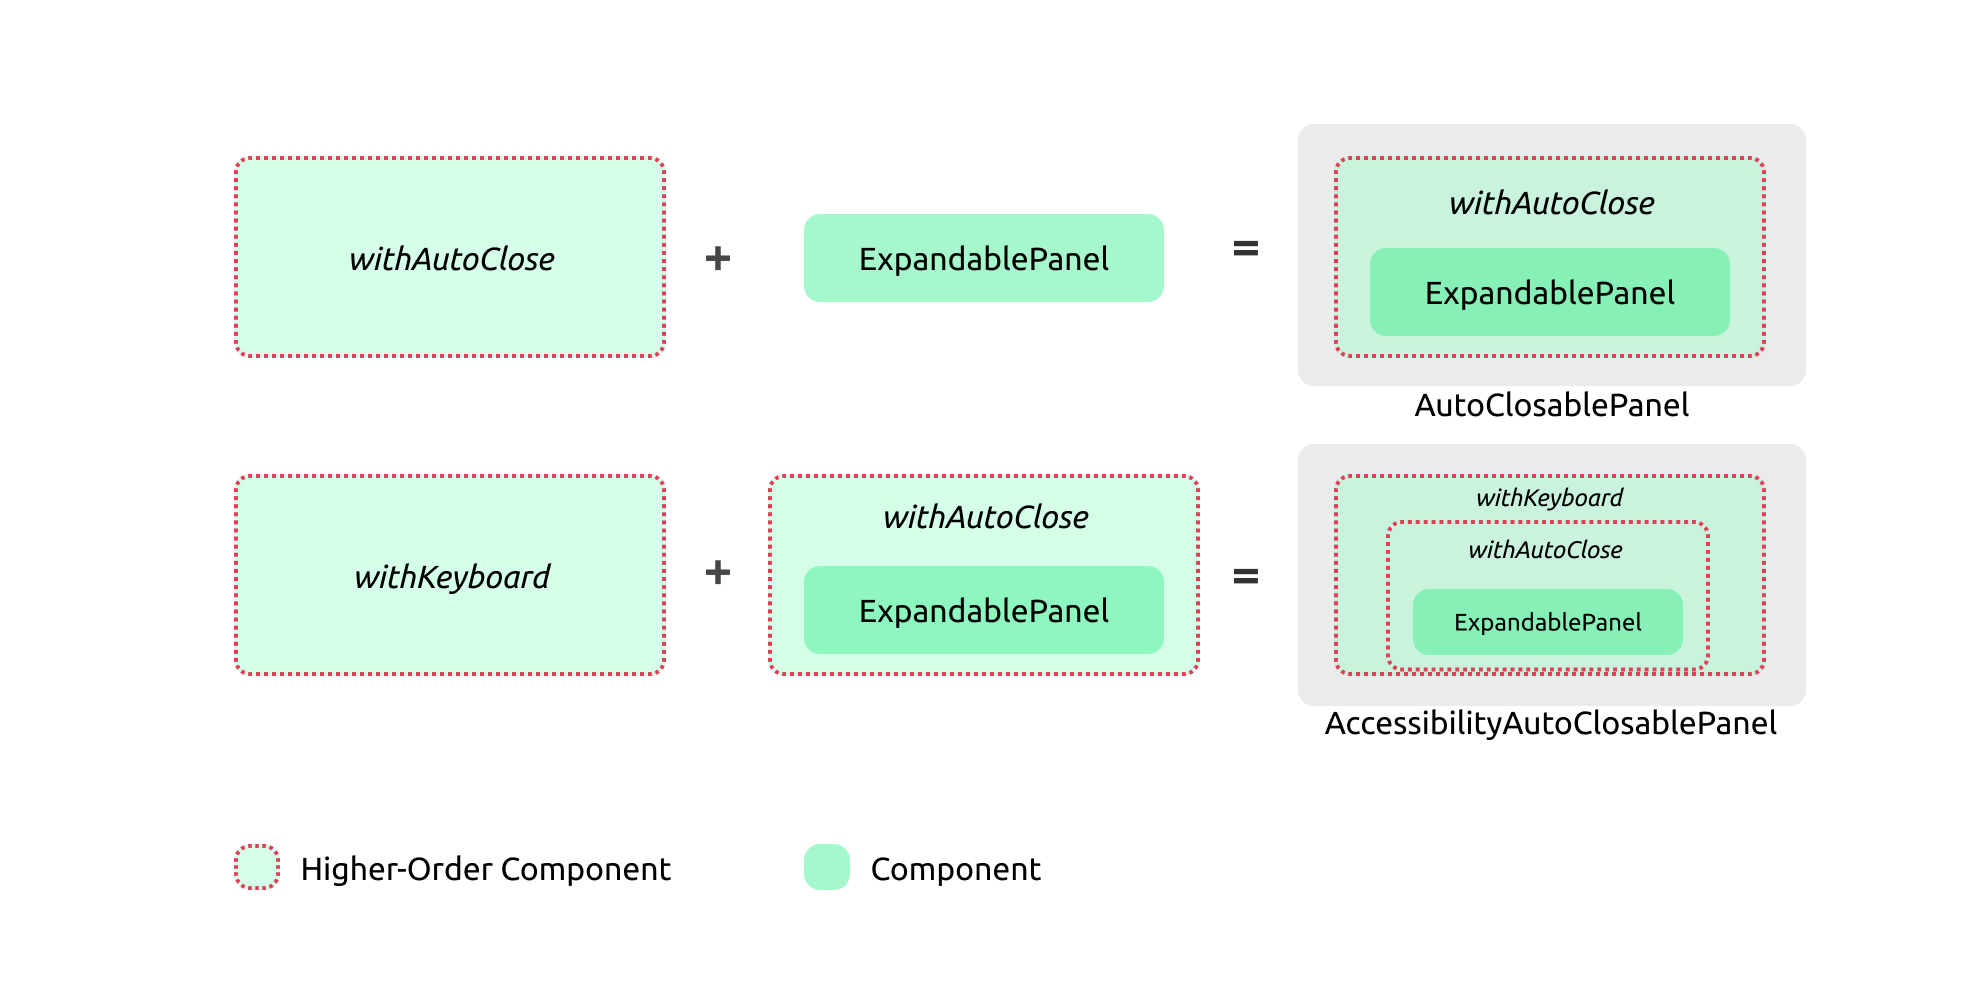 withAutoClose
+
ExpandablePanel
=
withAutoClose
ExpandablePanel
AutoClosablePanel
withKeyboard
+
withAutoClose
ExpandablePanel
=
withKeyboard
withAutoClose
ExpandablePanel
AccessibilityAutoClosablePanel
Higher-Order Component
Component